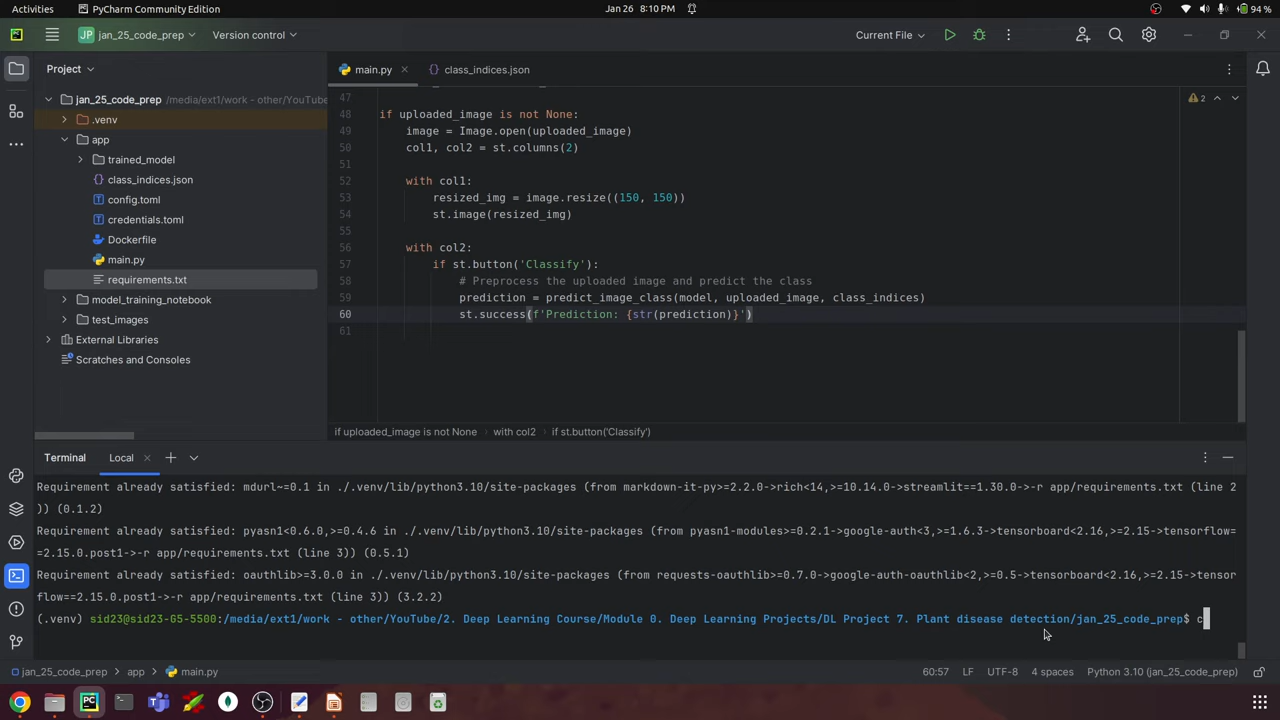 Activities
PyCharm Community Edition
Jan 26 8:10 PM
94 %
JP
jan_25_code_prep
Version control
Current File
Project
main.py
class_indices.json
jan_25_code_prep /media/ext1/work - other/YouTube
.venv
app
trained_model
class_indices.json
config.toml
credentials.toml
Dockerfile
main.py
requirements.txt
model_training_notebook
test_images
External Libraries
Scratches and Consoles
2
47
48 if uploaded_image is not None:
49 image = Image.open(uploaded_image)
50 col1, col2 = st.columns(2)
51
52 with col1:
53 resized_img = image.resize((150, 150))
54 st.image(resized_img)
55
56 with col2:
57 if st.button('Classify'):
58 # Preprocess the uploaded image and predict the class
59 prediction = predict_image_class(model, uploaded_image, class_indices)
60 st.success(f'Prediction: {str(prediction)}')
61
if uploaded_image is not None
with col2
if st.button('Classify')
Terminal
Local
Requirement already satisfied: mdurl~=0.1 in ./.venv/lib/python3.10/site-packages (from markdown-it-py>=2.2.0->rich<14,>=10.14.0->streamlit==1.30.0->-r app/requirements.txt (line 2
)) (0.1.2)
Requirement already satisfied: pyasn1<0.6.0,>=0.4.6 in ./.venv/lib/python3.10/site-packages (from pyasn1-modules>=0.2.1->google-auth<3,>=1.6.3->tensorboard<2.16,>=2.15->tensorflow=
=2.15.0.post1->-r app/requirements.txt (line 3)) (0.5.1)
Requirement already satisfied: oauthlib>=3.0.0 in ./.venv/lib/python3.10/site-packages (from requests-oauthlib>=0.7.0->google-auth-oauthlib<2,>=0.5->tensorboard<2.16,>=2.15->tensor
flow==2.15.0.post1->-r app/requirements.txt (line 3)) (3.2.2)
(.venv) sid23@sid23-G5-5500:/media/ext1/work - other/YouTube/2. Deep Learning Course/Module 0. Deep Learning Projects/DL Project 7. Plant disease detection/jan_25_code_prep$ c
jan_25_code_prep
app
main.py
60:57
LF
UTF-8
4 spaces
Python 3.10 (jan_25_code_prep)